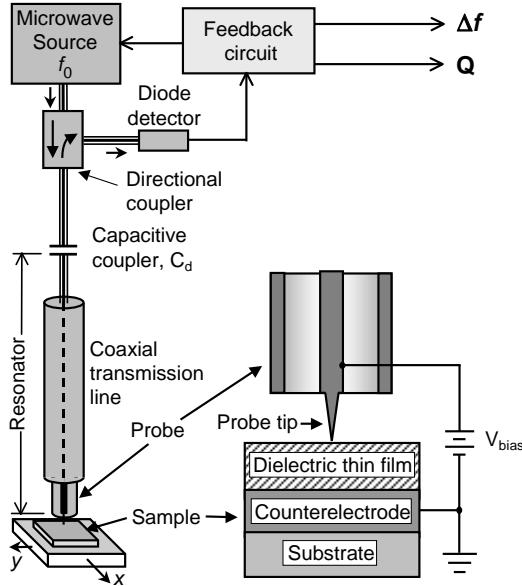 Microwave
Source
f0
Feedback
circuit
Δf
Q
Diode
detector
Directional
coupler
Capacitive
coupler, Cd
Resonator
Coaxial
transmission
line
Probe
Probe tip
Vbias
Dielectric thin film
Counterelectrode
Substrate
Sample
y
x